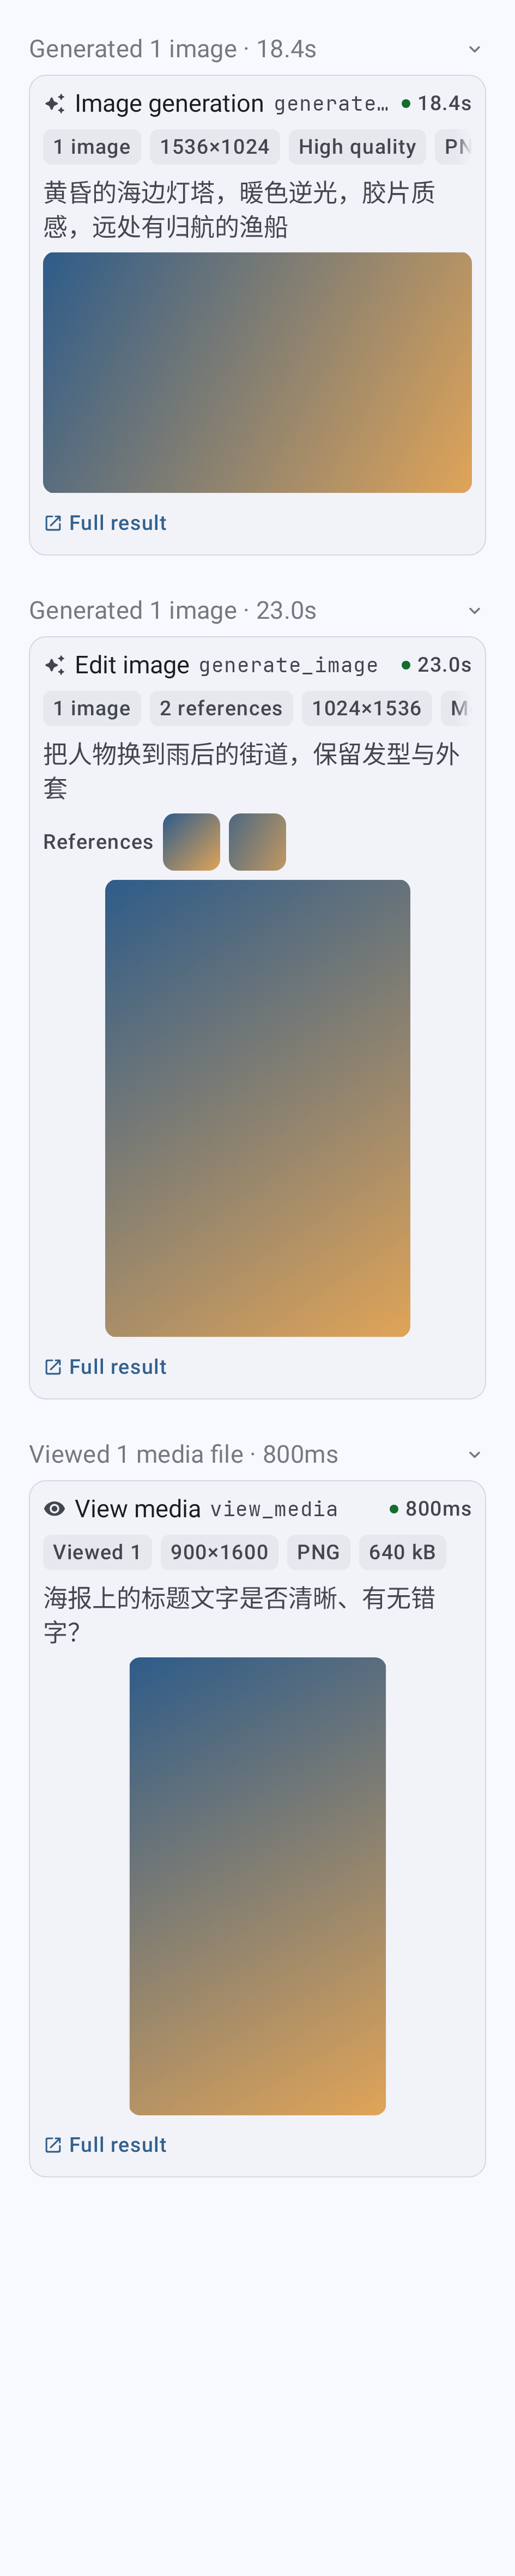 Generated 1 image · 18.4s
Image generation generate… 18.4s
1 image 1536×1024 High quality PN
黄昏的海边灯塔，暖色逆光，胶片质
感，远处有归航的渔船
Full result
Generated 1 image · 23.0s
Edit image generate_image 23.0s
1 image 2 references 1024×1536 M
把人物换到雨后的街道，保留发型与外
套
References
Full result
Viewed 1 media file · 800ms
View media view_media 800ms
Viewed 1 900×1600 PNG 640 kB
海报上的标题文字是否清晰、有无错
字？
Full result